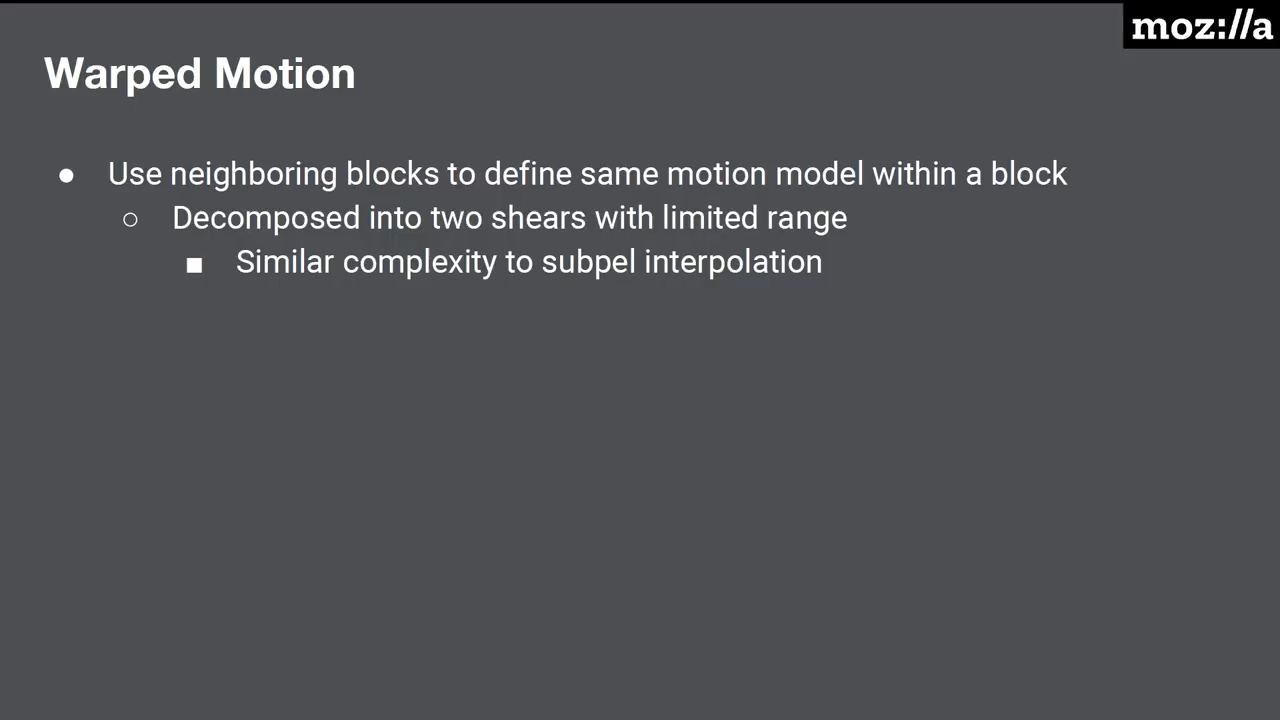 moz://a
Warped Motion
● Use neighboring blocks to define same motion model within a block
○ Decomposed into two shears with limited range
■ Similar complexity to subpel interpolation